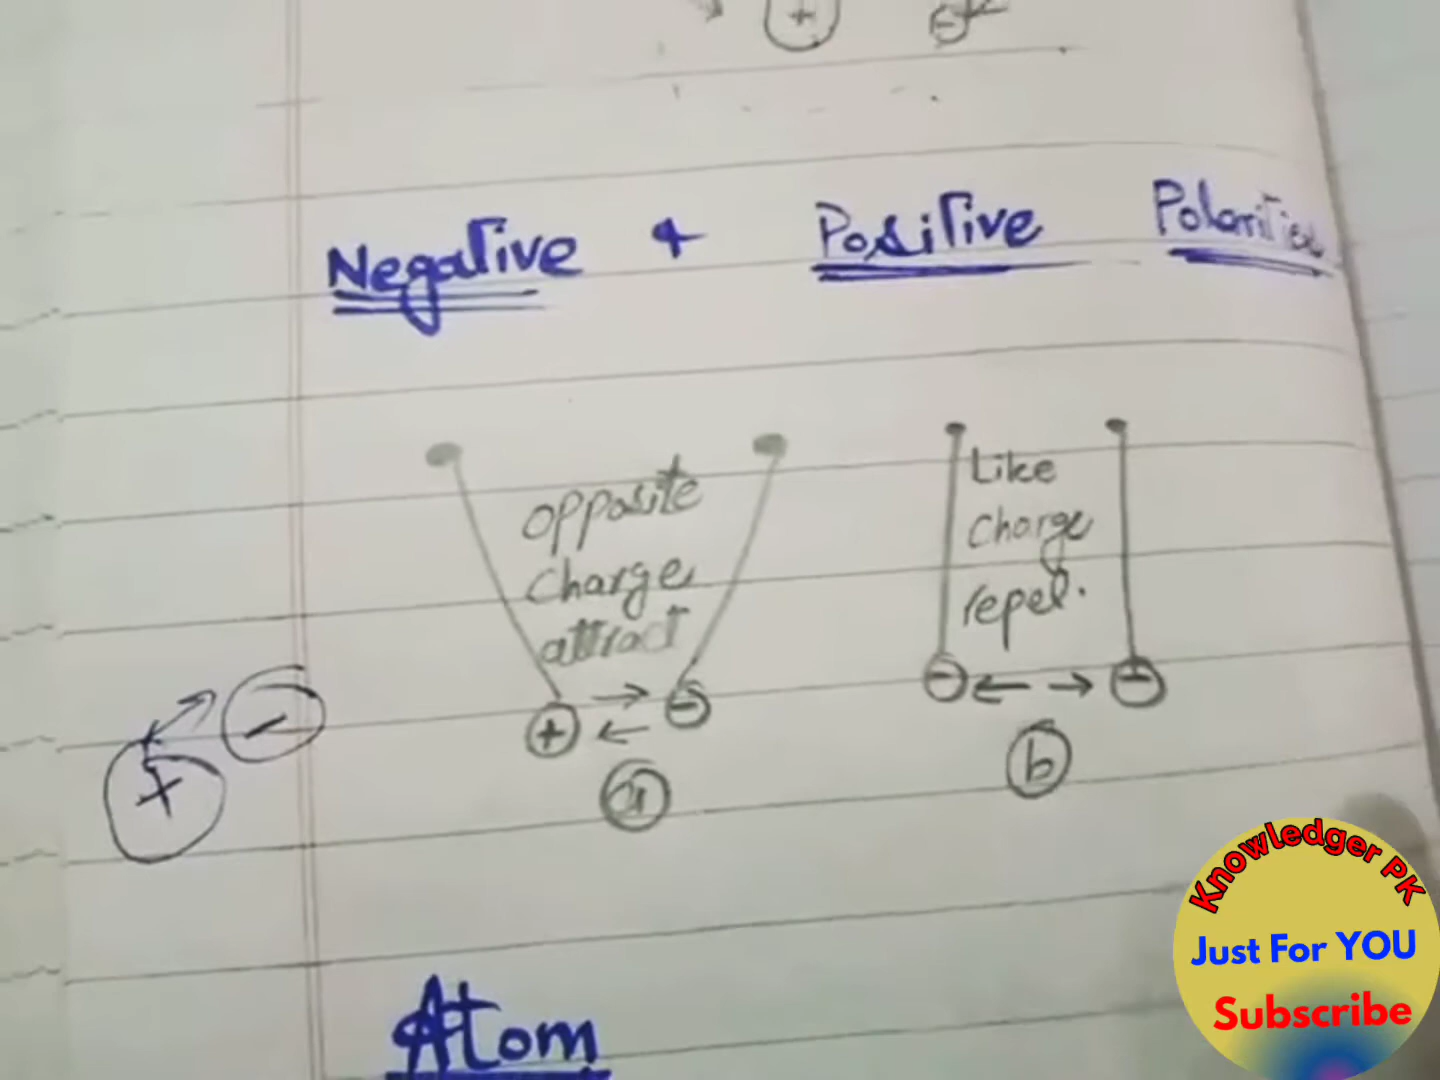 + -
Negative + Positive Polarities
opposite
charge
attract
Like
charge
repel.
+ -
- -
- +
a
b
Atom
Knowledger PK
Just For YOU
Subscribe